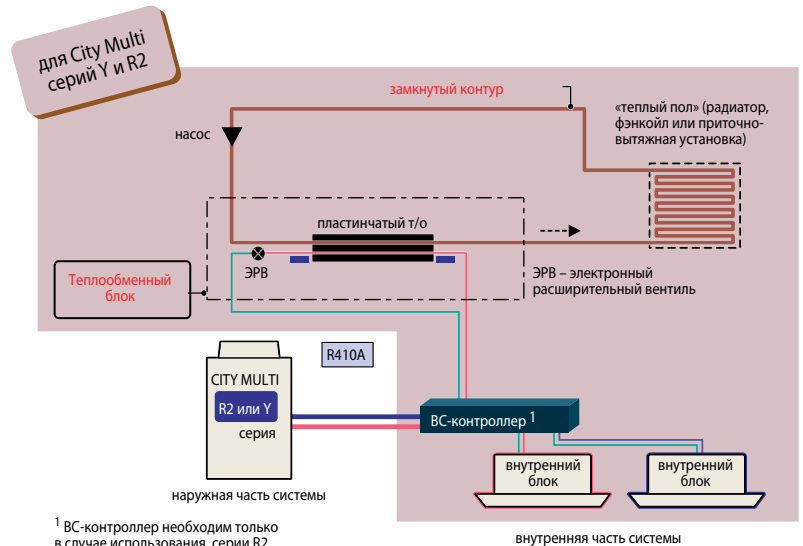 для City Multi
серий Y и R2
замкнутый контур
«теплый пол» (радиатор,
фэнкойл или приточно-
вытяжная установка)
насос
пластинчатый т/о
ЭРВ
Теплообменный
блок
ЭРВ – электронный
расширительный вентиль
R410A
CITY MULTI
R2 или Y
серия
ВС-контроллер 1
внутренний
блок
внутренний
блок
наружная часть системы
1 ВС-контроллер необходим только
в случае использования серии R2
внутренняя часть системы